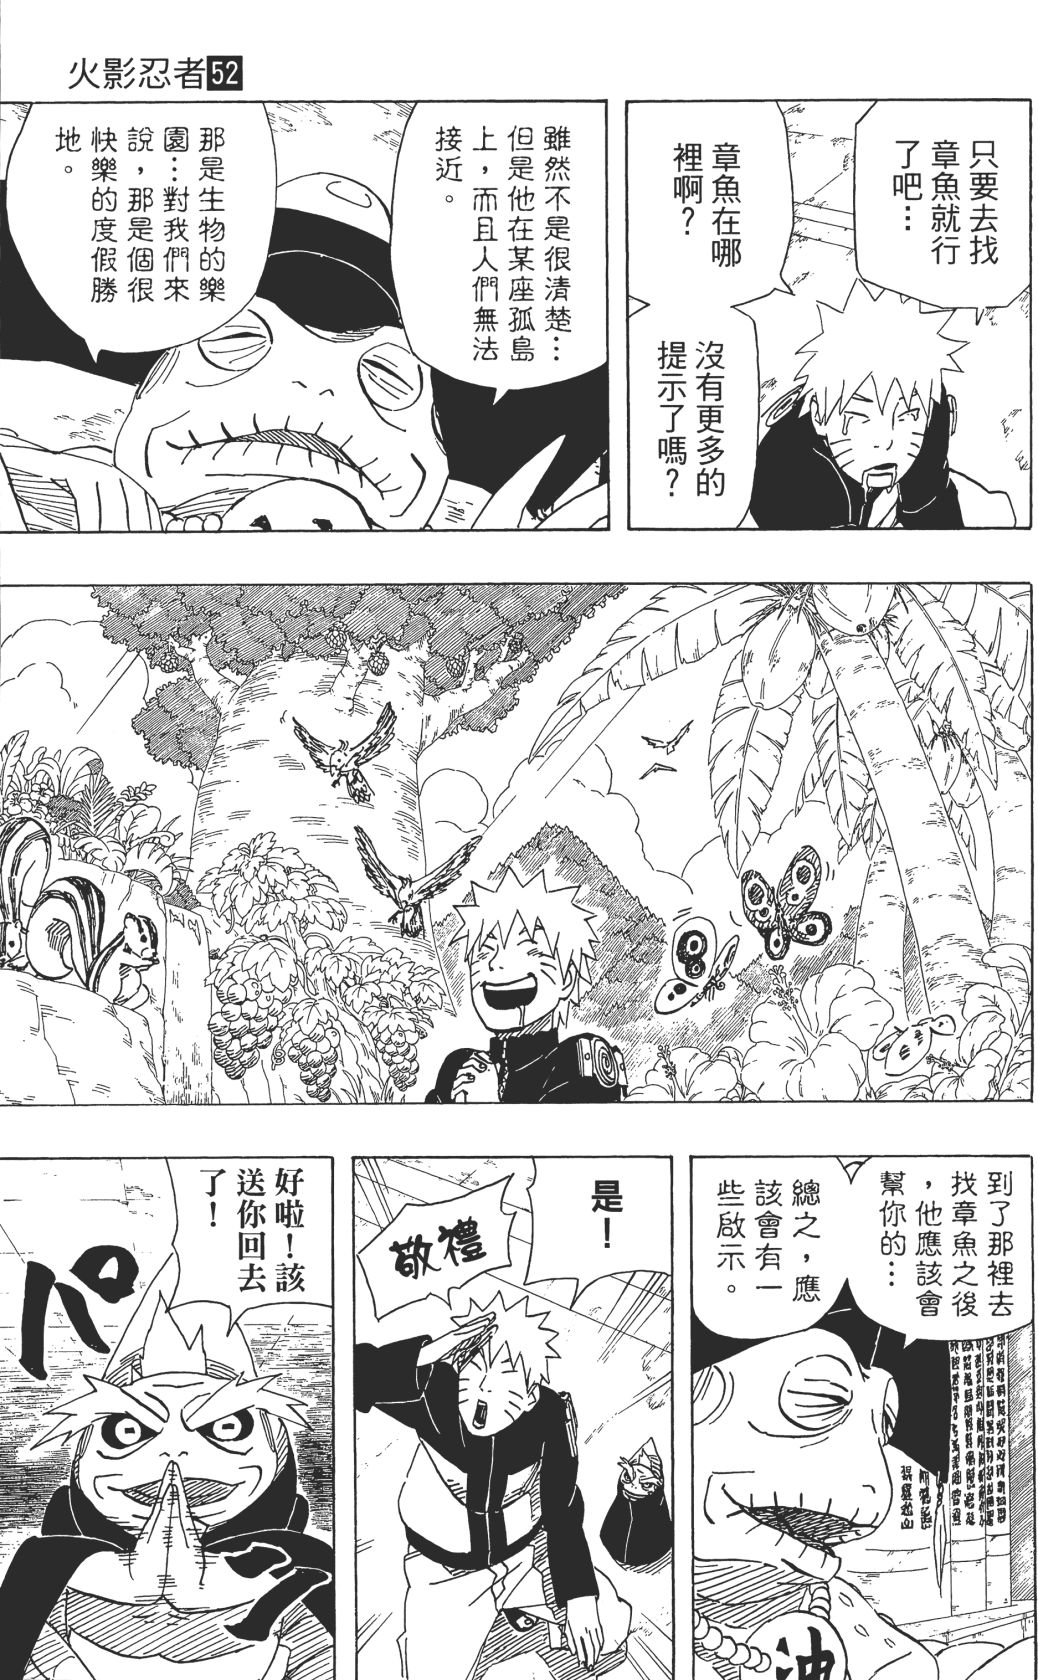 火影忍者52
只要去找
章魚就行
了吧…
章魚在哪
裡啊？
沒有更多的
提示了嗎？
雖然不是很清楚…
但是他在某座孤島
上，而且人們無法
接近。
那是生物的樂
園…對我們來
說，那是個很
快樂的度假勝
地。
到了那裡去
找章魚之後
，他應該會
幫你的…
總之，應
該會有一
些啟示。
油
是！
敬禮
好啦！該
送你回去
了！
パン